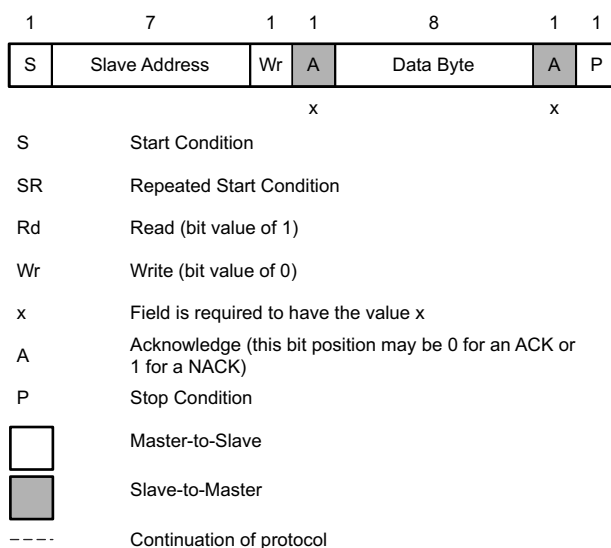 1 7 1 1 8 1 1
S Slave Address Wr A Data Byte A P
x x
S Start Condition
SR Repeated Start Condition
Rd Read (bit value of 1)
Wr Write (bit value of 0)
x Field is required to have the value x
A Acknowledge (this bit position may be 0 for an ACK or
1 for a NACK)
P Stop Condition
Master-to-Slave
Slave-to-Master
Continuation of protocol